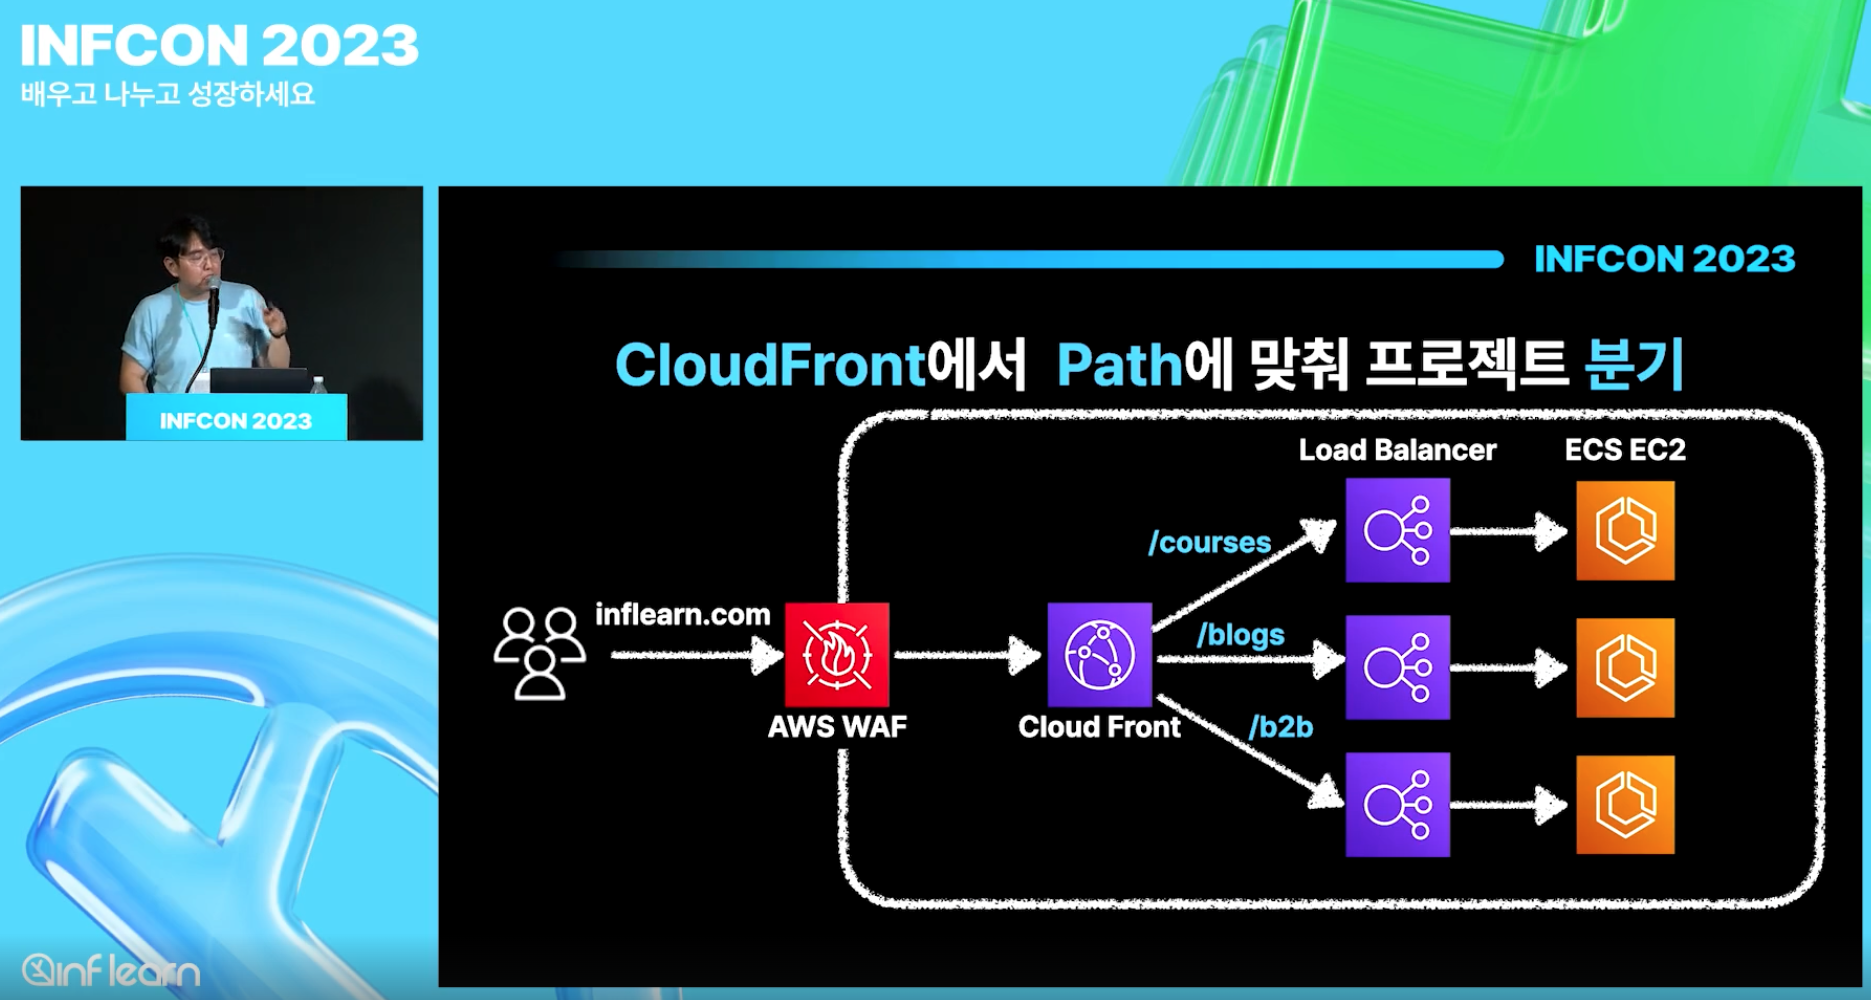 INFCON 2023
배우고 나누고 성장하세요
INFCON 2023
INFCON 2023
CloudFront에서 Path에 맞춰 프로젝트 분기
Load Balancer
ECS EC2
/courses
inflearn.com
/blogs
AWS WAF
Cloud Front
/b2b
inflearn